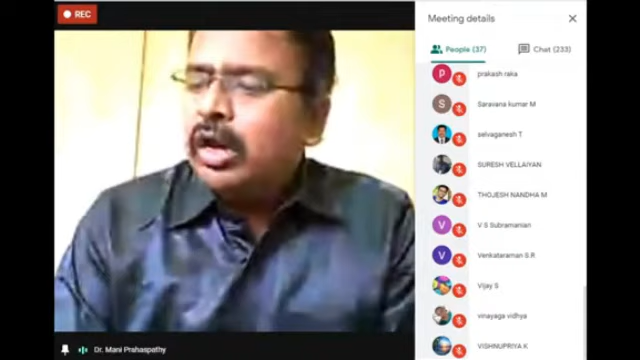 REC
Meeting details
People (37)
Chat (233)
P
prakash raka
S
Saravana kumar M
selvaganesh T
SURESH VELLAIYAN
THOJESH NANDHA M
V
V S Subramanian
V
Venkataraman S R
Vijay S
vinayaga vidhya
VISHNUPRIYA K
Dr. Mani Prahaspathy